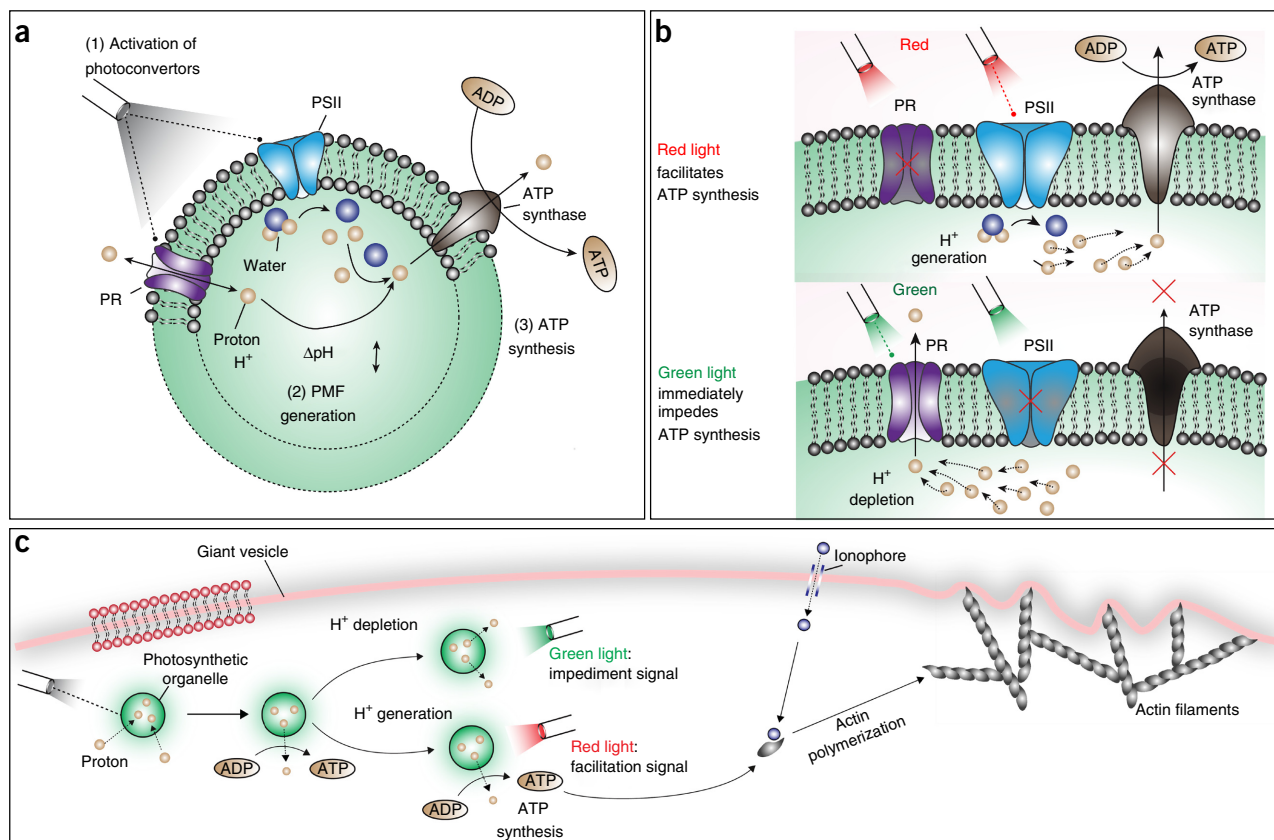 a
(1) Activation of
photoconvertors
PSII
ADP
ATP
synthase
Water
ATP
PR
Proton
H+
ΔpH
(2) PMF
generation
(3) ATP
synthesis
b
Red
ADP
ATP
PR
PSII
ATP
synthase
Red light
facilitates
ATP synthesis
H+
generation
Green
PR
PSII
ATP
synthase
Green light
immediately
impedes
ATP synthesis
H+
depletion
c
Giant vesicle
Ionophore
H+ depletion
Photosynthetic
organelle
Green light:
impediment signal
H+ generation
Proton
ADP
ATP
Red light:
facilitation signal
ADP
ATP
ATP
synthesis
Actin
polymerization
Actin filaments